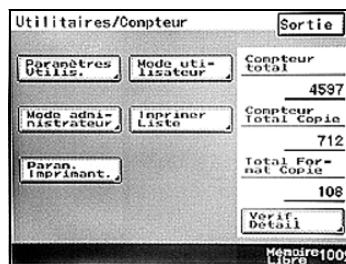 Utilitaires/Compteur
Sortie
Paramètres
Utilis.
Mode uti-
lisateur
Compteur
total
4597
Mode admi-
nistrateur
Imprimer
Liste
Compteur
Total Copie
712
Param.
Imprimant.
Total For-
mat Copie
108
Vérif.
Détail
Mémoire
Libre 100